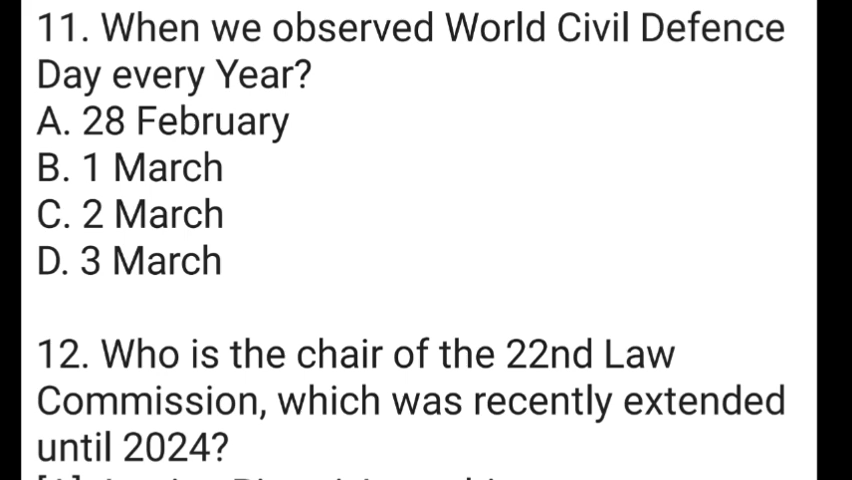 11. When we observed World Civil Defence
Day every Year?
A. 28 February
B. 1 March
C. 2 March
D. 3 March
12. Who is the chair of the 22nd Law
Commission, which was recently extended
until 2024?